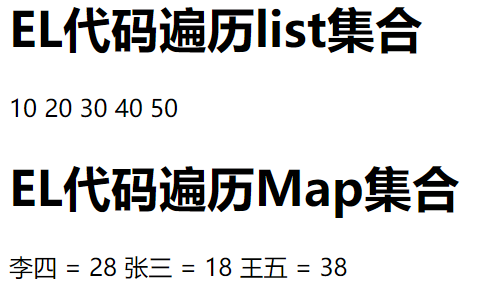 EL代码遍历list集合
10 20 30 40 50
EL代码遍历Map集合
李四 = 28 张三 = 18 王五 = 38